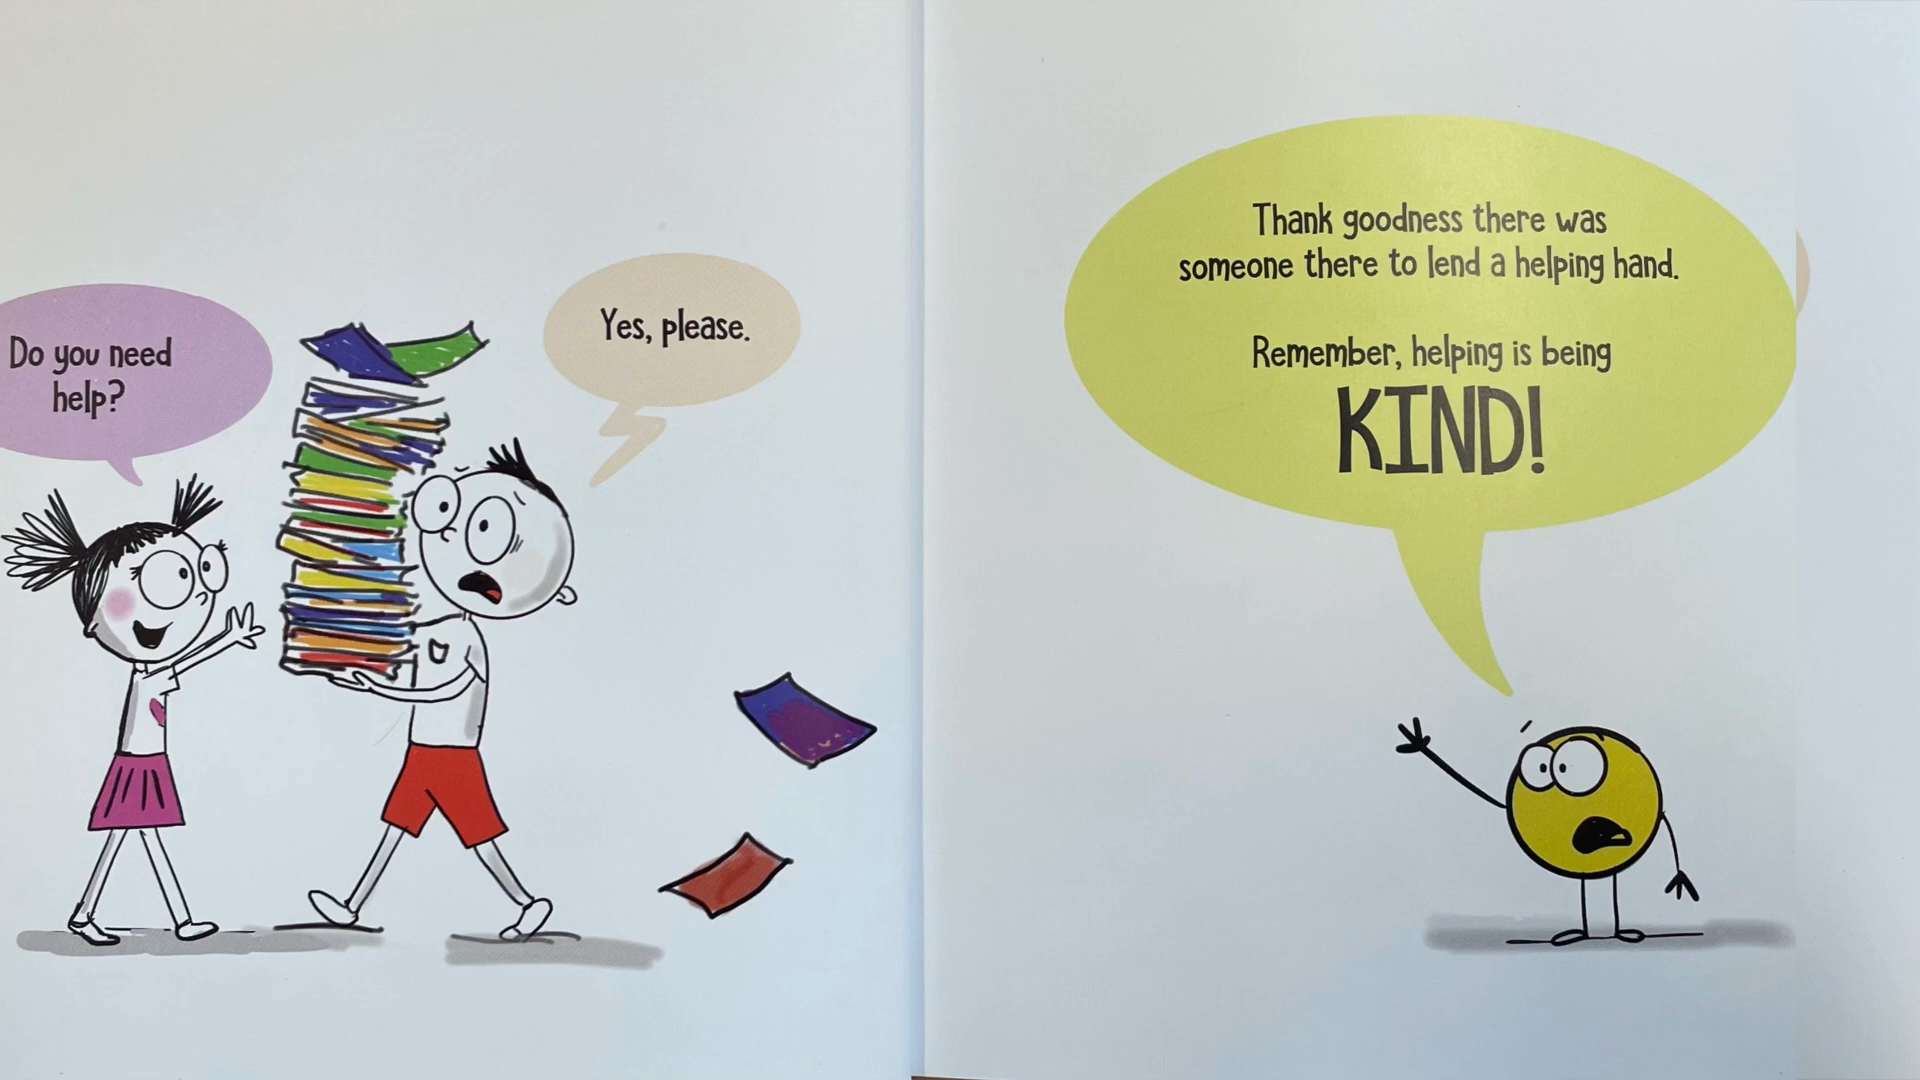 Do you need
help?
Yes, please.
Thank goodness there was
someone there to lend a helping hand.
Remember, helping is being
KIND!